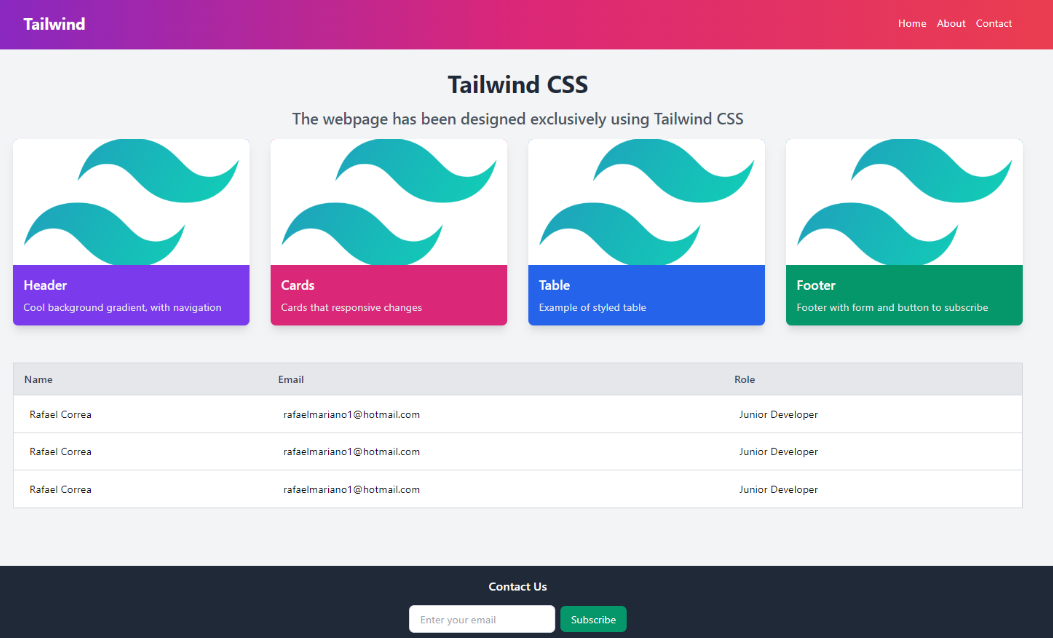 Tailwind
Home About Contact
Tailwind CSS
The webpage has been designed exclusively using Tailwind CSS
Header
Cool background gradient, with navigation
Cards
Cards that responsive changes
Table
Example of styled table
Footer
Footer with form and button to subscribe
Name Email Role
Rafael Correa rafaelmariano1@hotmail.com Junior Developer
Rafael Correa rafaelmariano1@hotmail.com Junior Developer
Rafael Correa rafaelmariano1@hotmail.com Junior Developer
Contact Us
Enter your email Subscribe